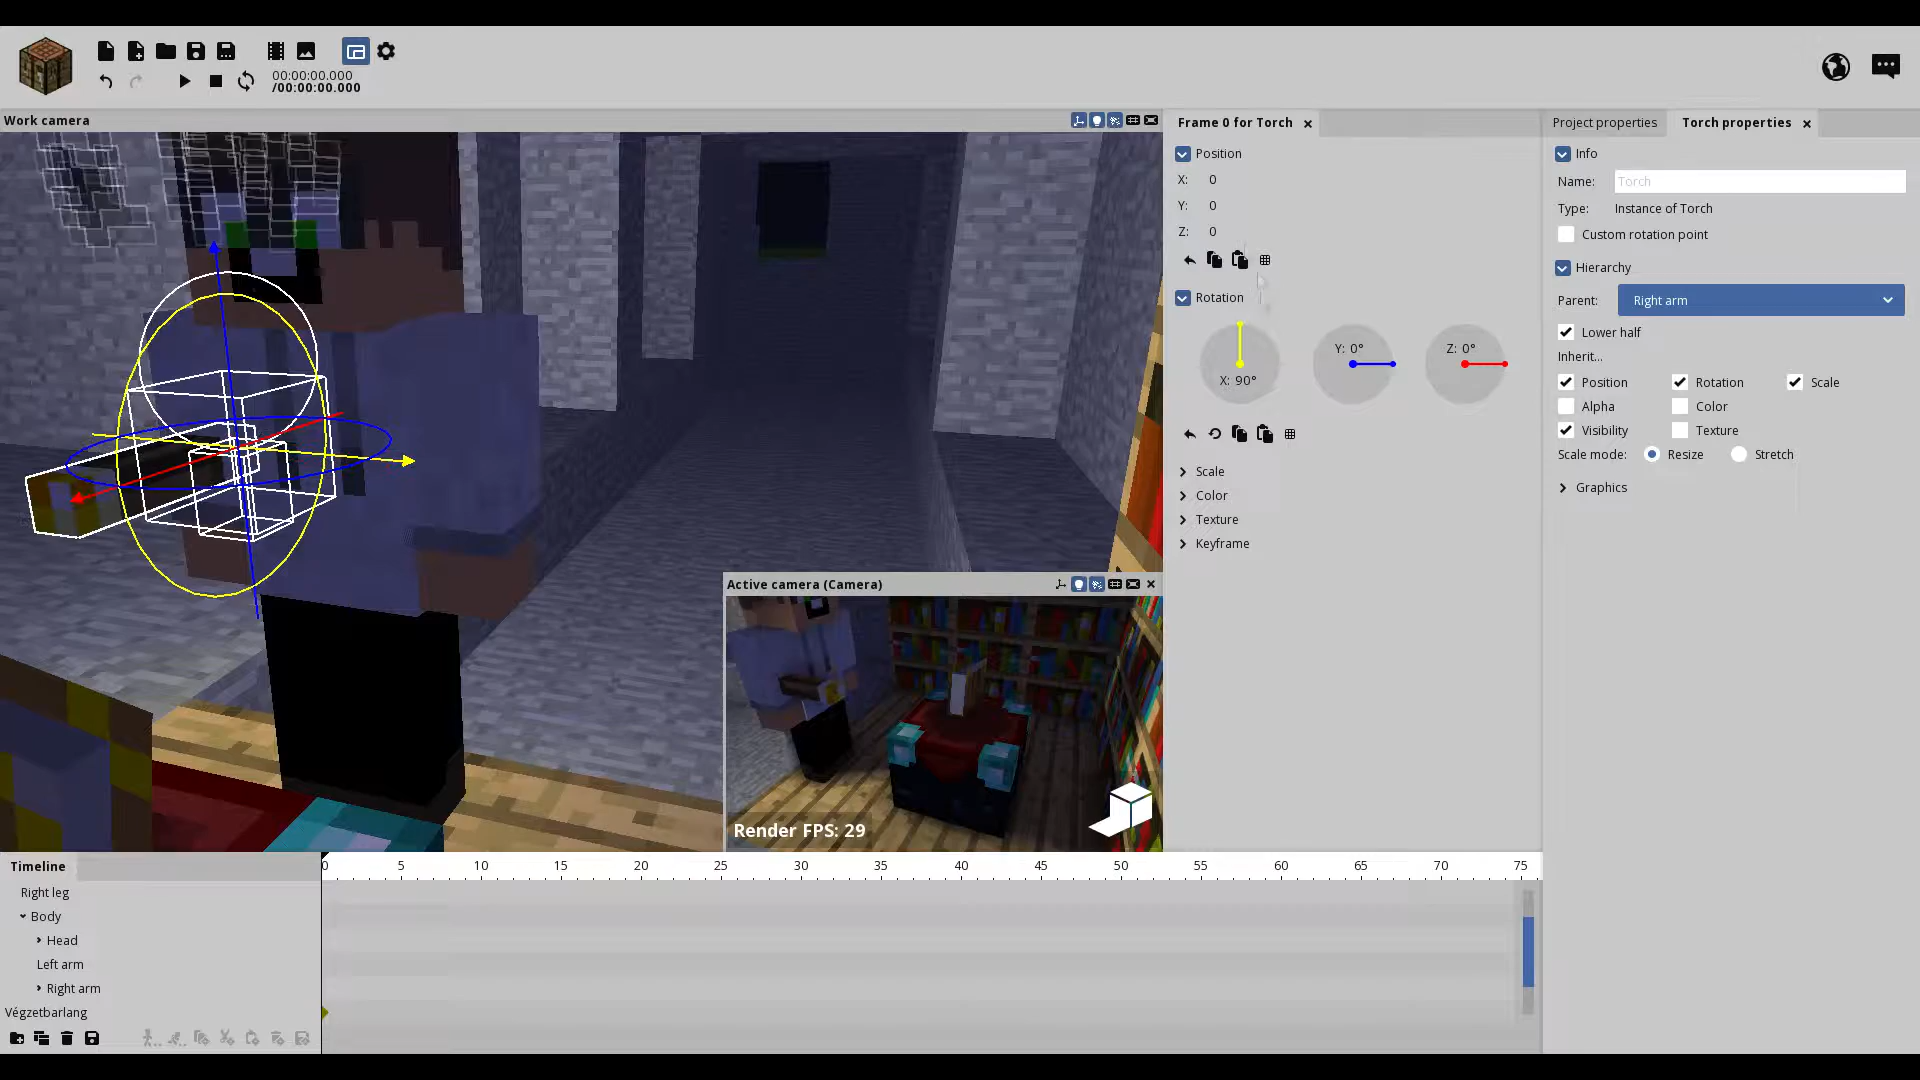 00:00:00.000
/00:00:00.000
Work camera
Frame 0 for Torch
Project properties
Torch properties
Position
X: 0
Y: 0
Z: 0
Rotation
X: 90°
Y: 0°
Z: 0°
Scale
Color
Texture
Keyframe
Info
Name: Torch
Type: Instance of Torch
Custom rotation point
Hierarchy
Parent: Right arm
Lower half
Inherit...
Position Rotation Scale
Alpha Color
Visibility Texture
Scale mode: Resize Stretch
Graphics
Active camera (Camera)
Render FPS: 29
Timeline
0 5 10 15 20 25 30 35 40 45 50 55 60 65 70 75
Right leg
Body
Head
Left arm
Right arm
Végzetbarlang